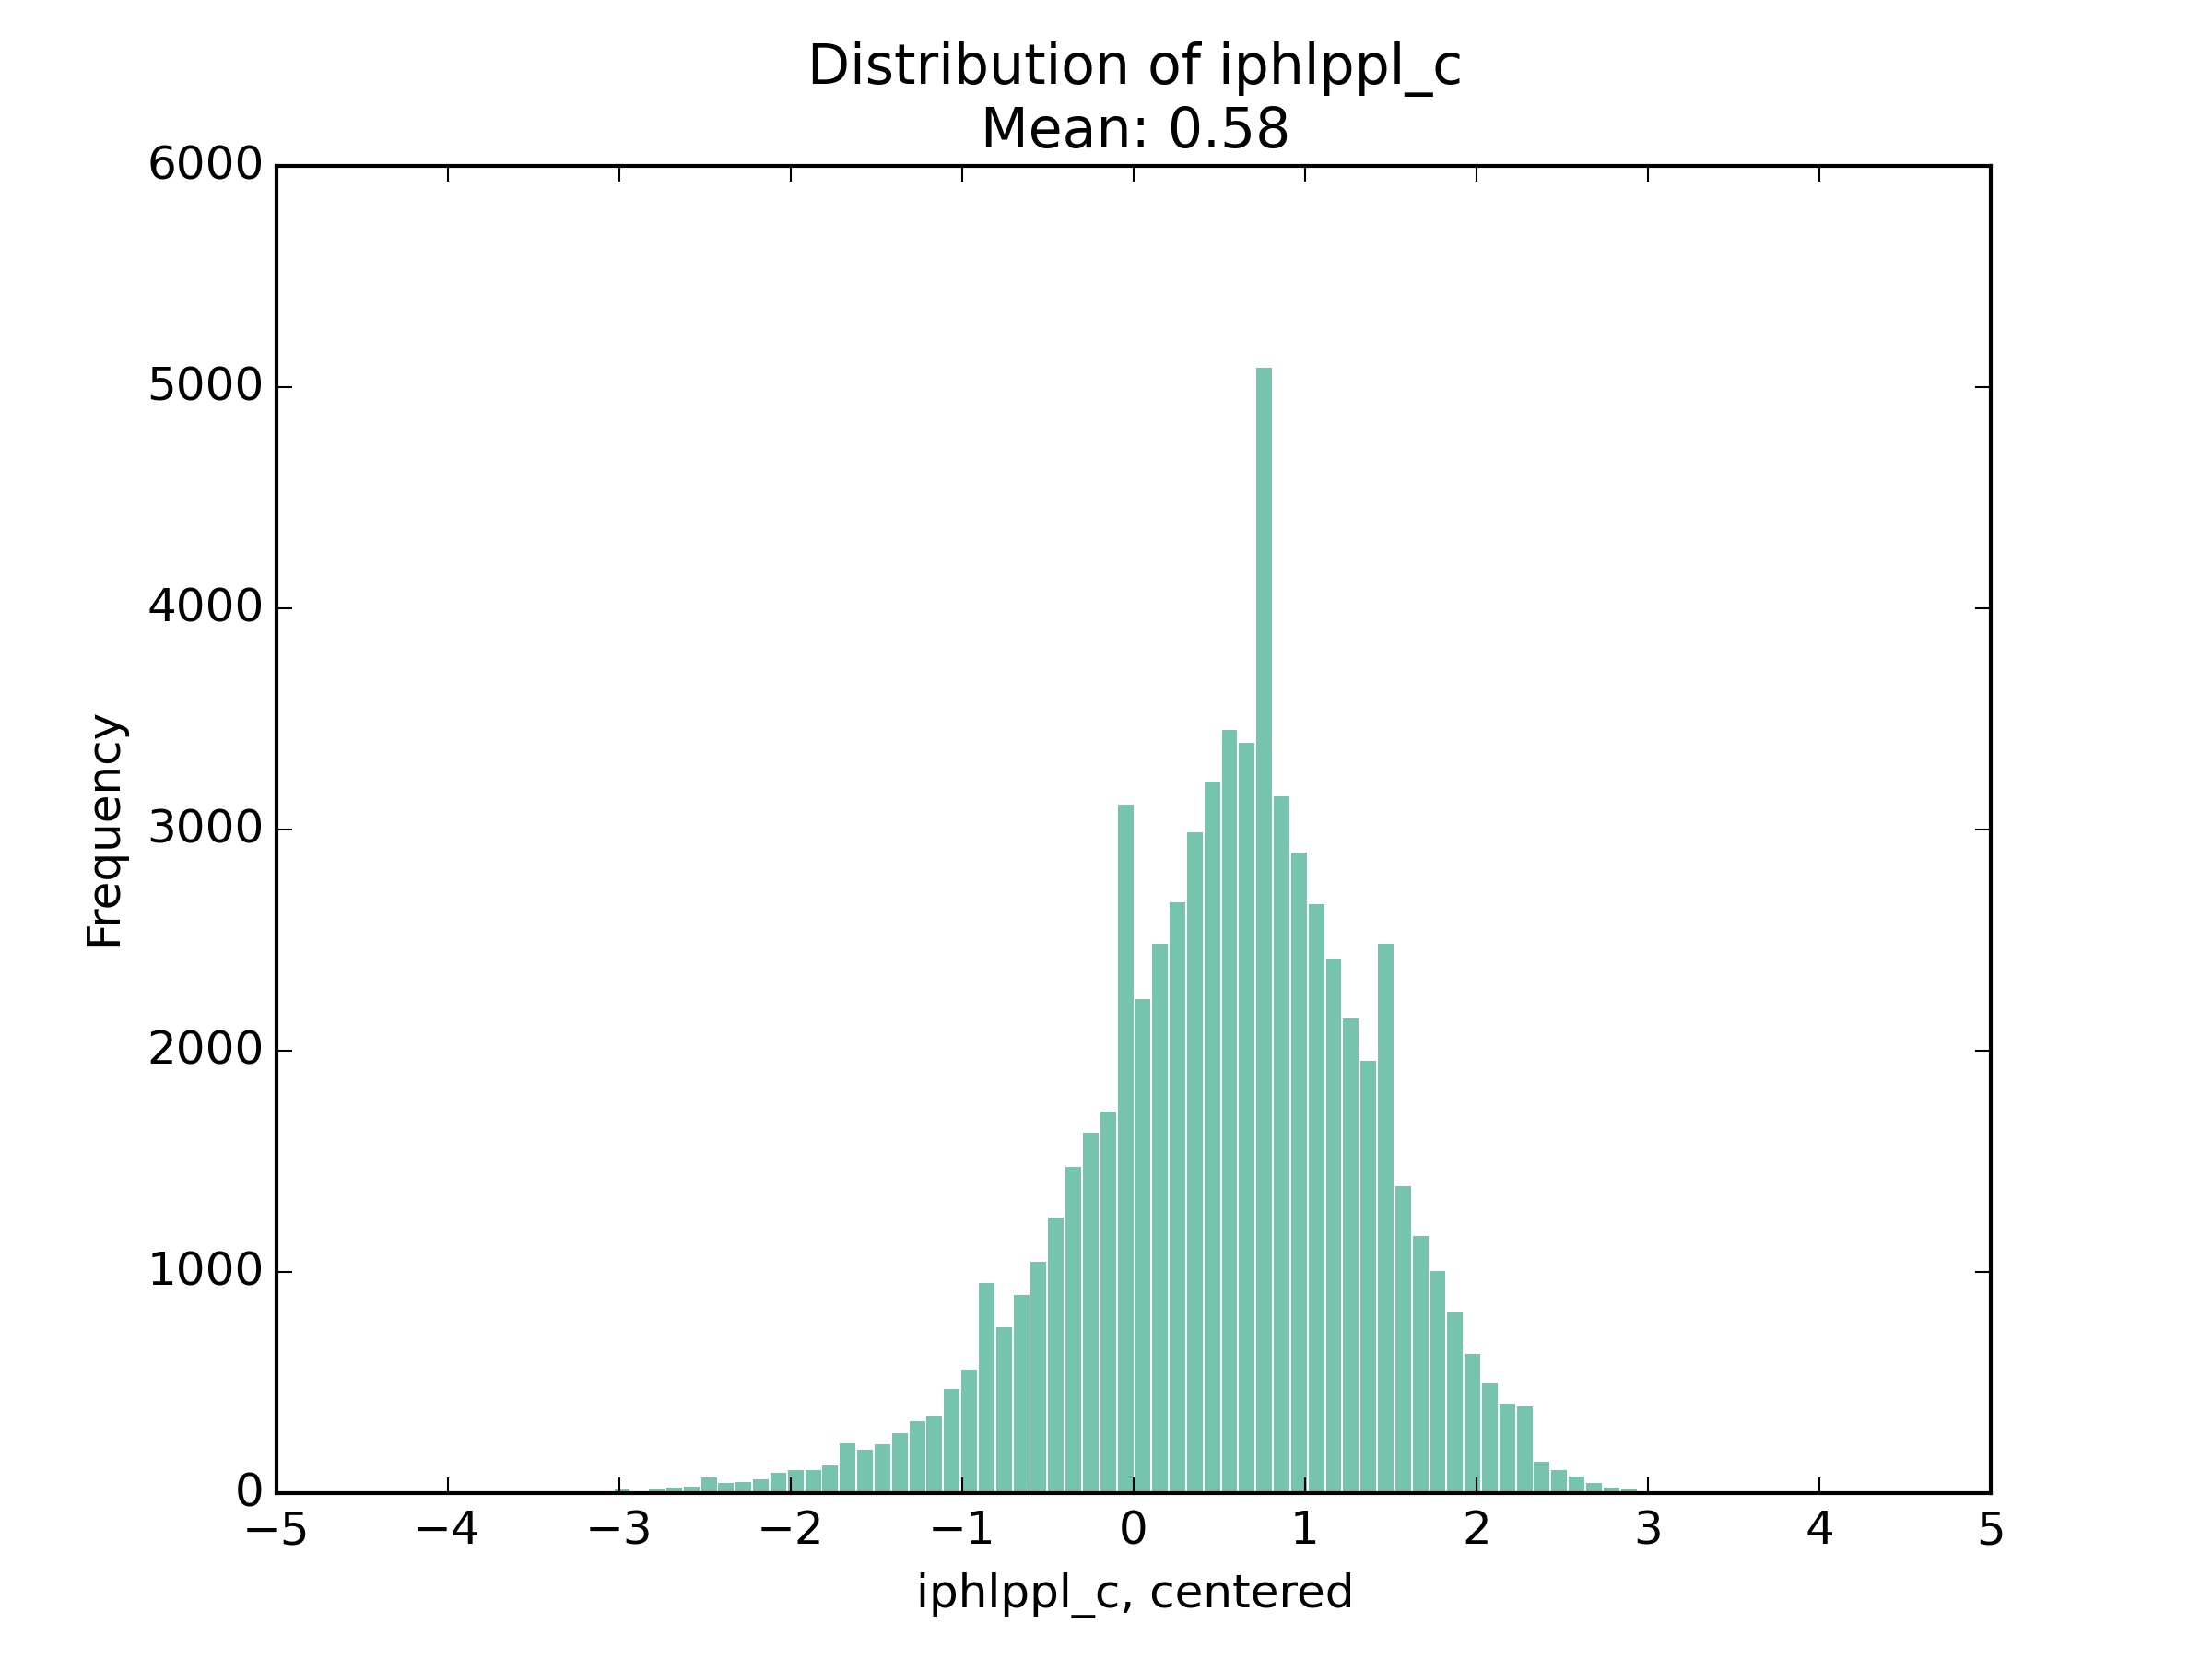 Distribution of iphlppl_c
Mean: 0.58
6000
5000
4000
3000
2000
1000
0
Frequency
−5 −4 −3 −2 −1 0 1 2 3 4 5
iphlppl_c, centered